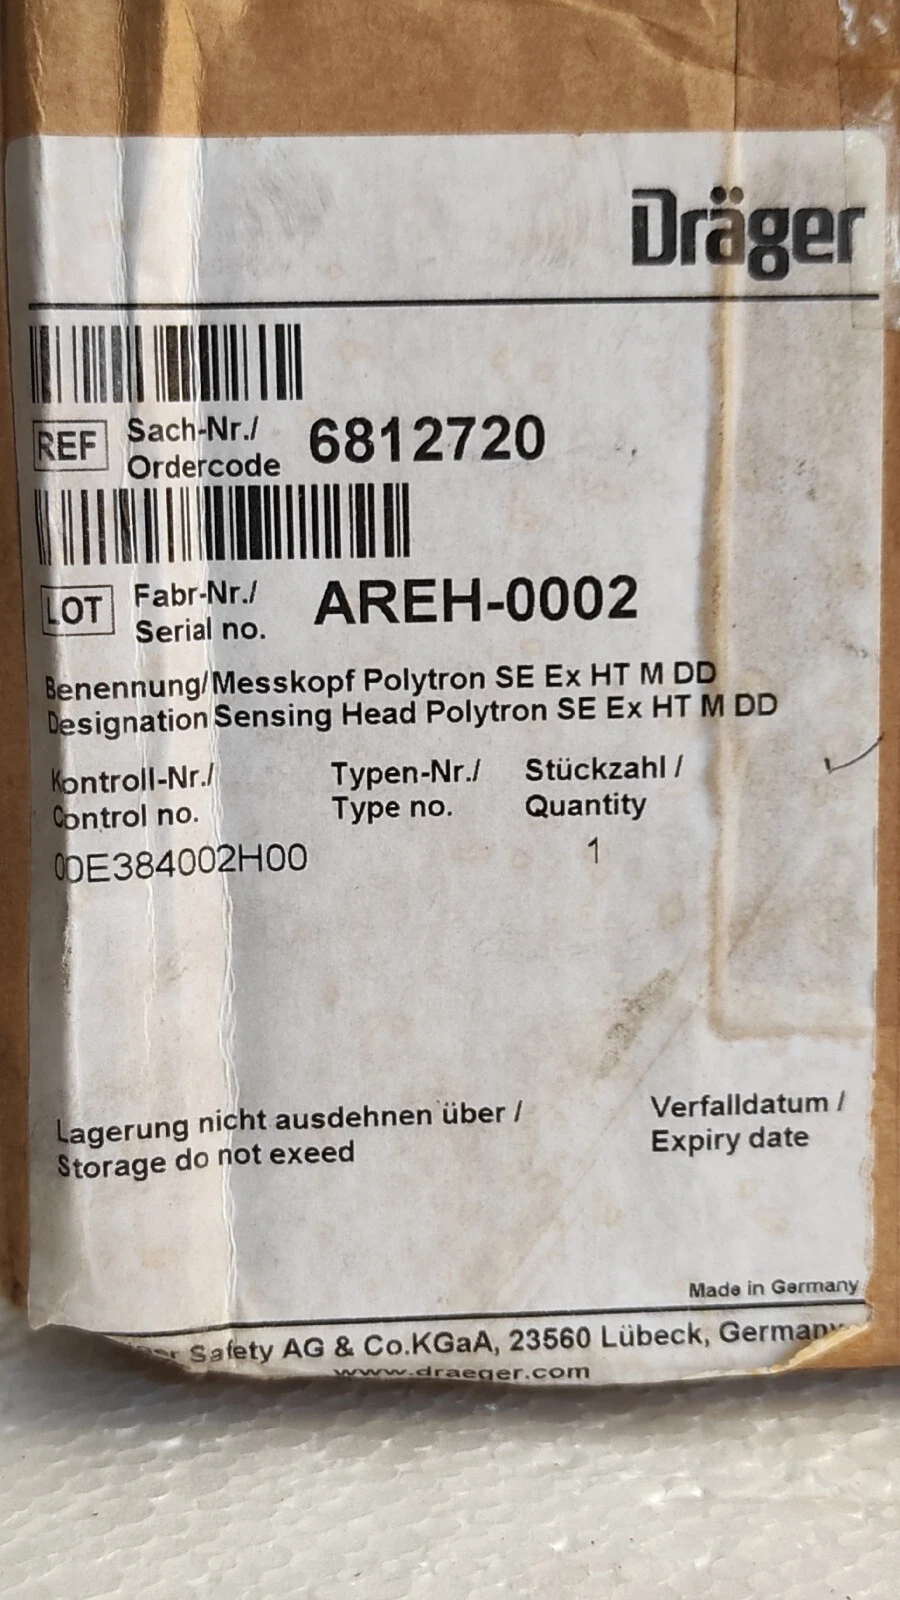 Dräger
REF Sach-Nr./ 6812720
Ordercode
LOT Fabr-Nr./ AREH-0002
Serial no.
Benennung/Messkopf Polytron SE Ex HT M DD
Designation Sensing Head Polytron SE Ex HT M DD
Kontroll-Nr./ Typen-Nr./ Stückzahl /
Control no. Type no. Quantity
00E384002H00 1
Lagerung nicht ausdehnen über / Verfalldatum /
Storage do not exeed Expiry date
Made in Germany
Safety AG & Co.KGaA, 23560 Lübeck, Germany
www.draeger.com